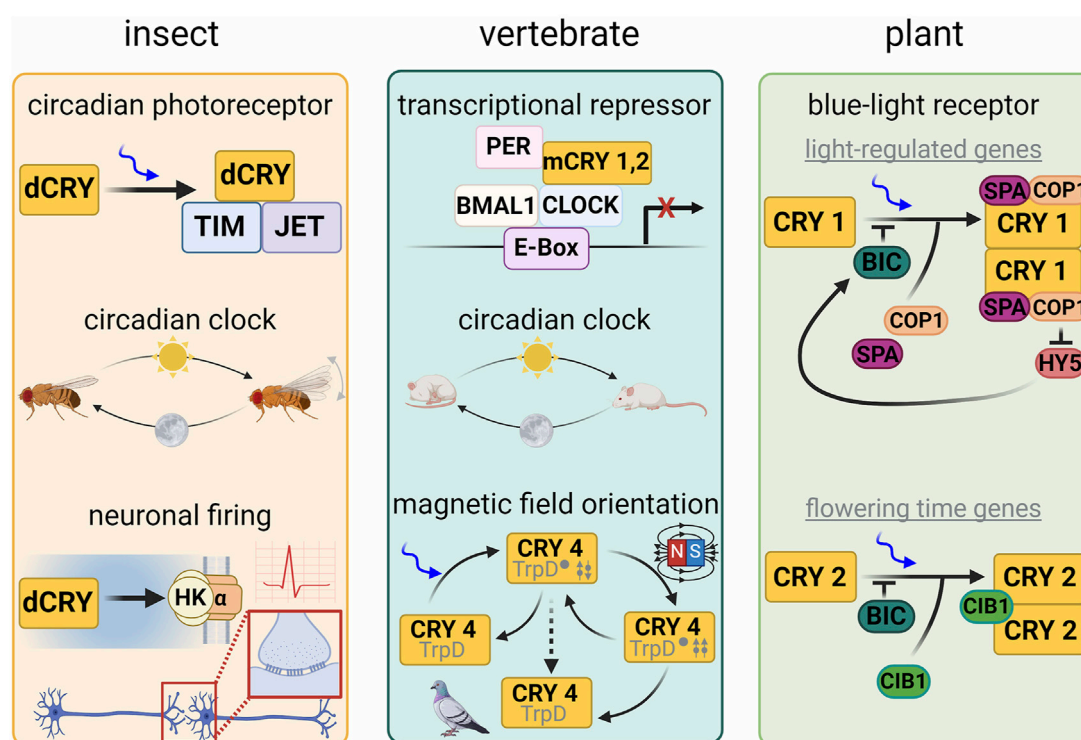 insect
circadian photoreceptor
dCRY
dCRY
TIM JET
circadian clock
neuronal firing
dCRY
HK α
vertebrate
transcriptional repressor
PER
mCRY 1,2
BMAL1 CLOCK
X
E-Box
circadian clock
magnetic field orientation
CRY 4
TrpD•
N S
CRY 4
TrpD
CRY 4
TrpD•
CRY 4
TrpD
plant
blue-light receptor
light-regulated genes
SPA COP1
CRY 1
CRY 1
BIC
CRY 1
SPA COP1
COP1
SPA
HY5
flowering time genes
CRY 2
CRY 2
BIC
CIB1
CRY 2
CIB1